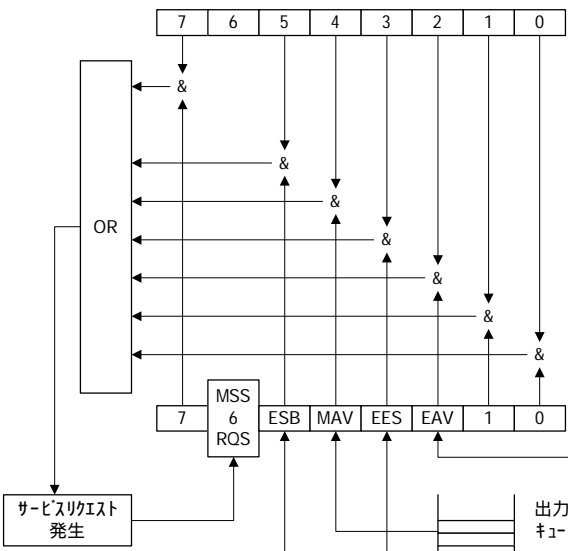 7 6 5 4 3 2 1 0
&
&
&
OR
&
&
&
&
MSS
7 6 ESB MAV EES EAV 1 0
RQS
ｻｰﾋﾞｽﾘｸｴｽﾄ
発生
出力
ｷｭｰ